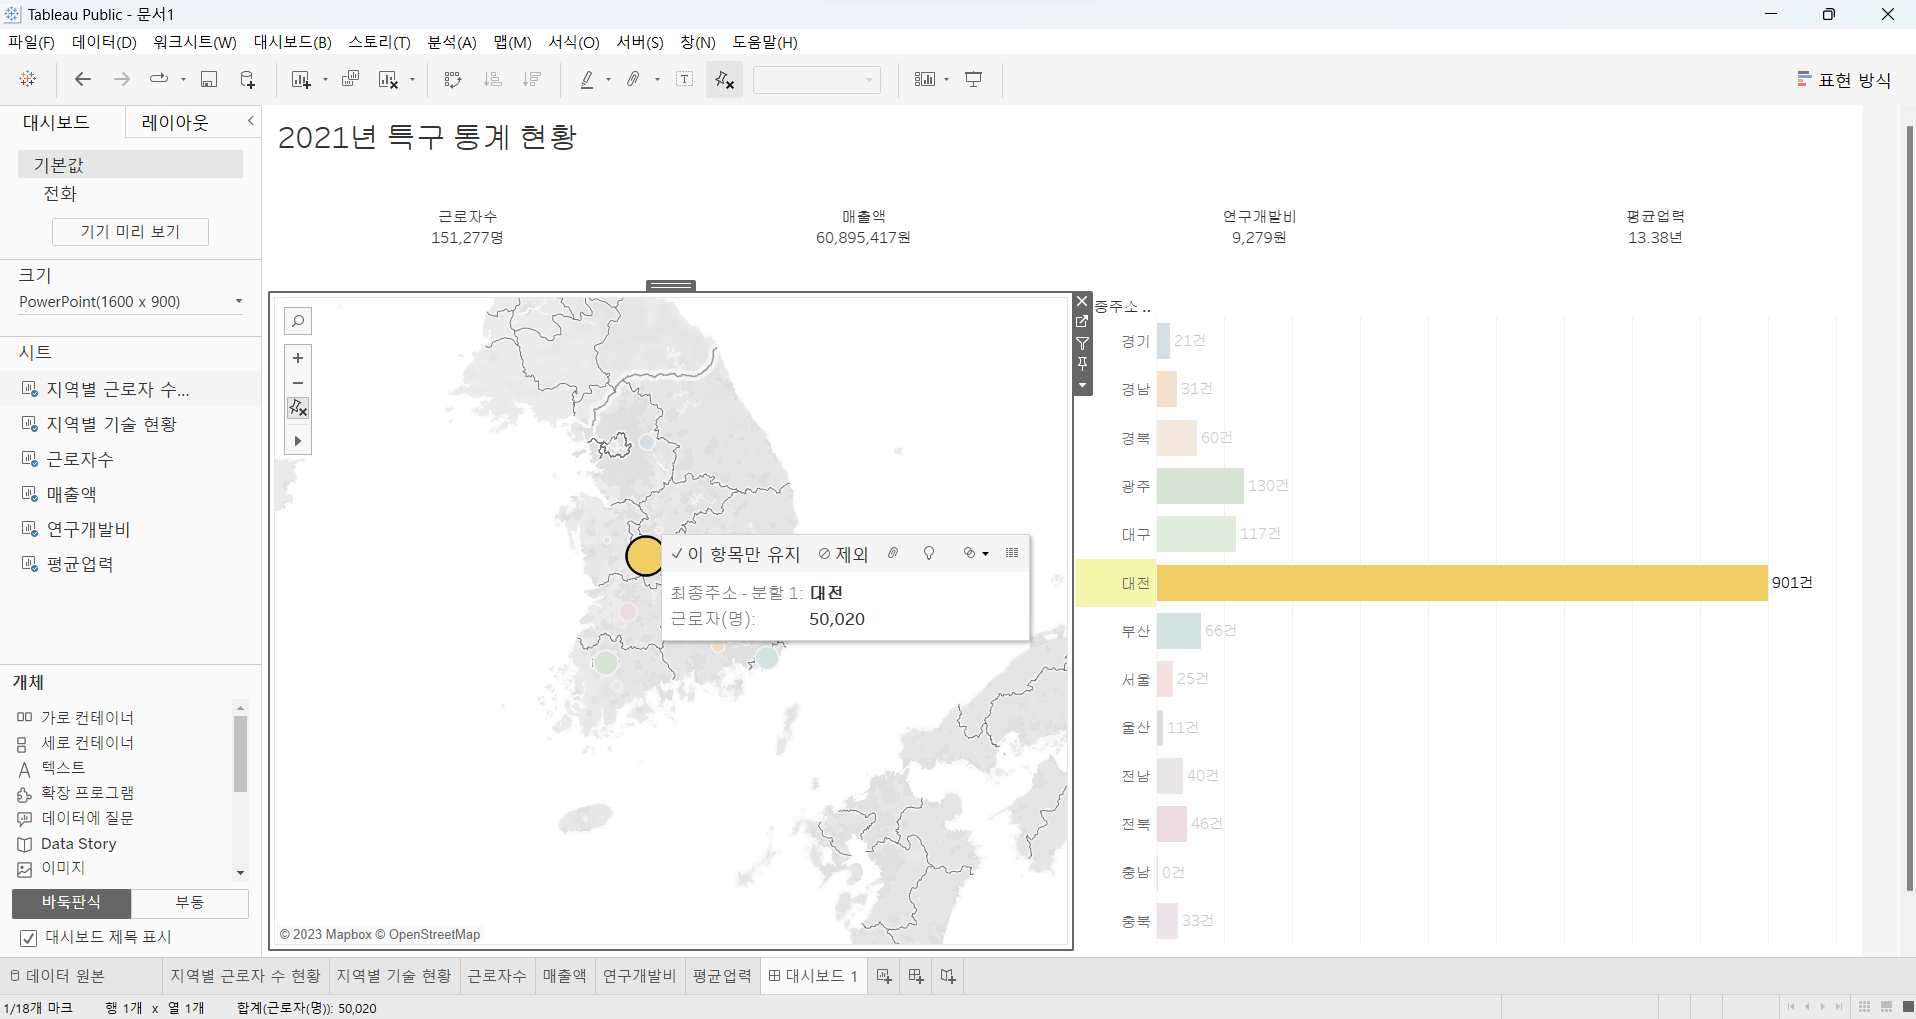 Tableau Public - 문서1
파일(F) 데이터(D) 워크시트(W) 대시보드(B) 스토리(T) 분석(A) 맵(M) 서식(O) 서버(S) 창(N) 도움말(H)
표현 방식
대시보드 레이아웃
기본값
전화
기기 미리 보기
크기
PowerPoint(1600 x 900)
시트
지역별 근로자 수...
지역별 기술 현황
근로자수
매출액
연구개발비
평균업력
개체
가로 컨테이너
세로 컨테이너
텍스트
확장 프로그램
데이터에 질문
Data Story
이미지
바둑판식 부동
대시보드 제목 표시
2021년 특구 통계 현황
근로자수 매출액 연구개발비 평균업력
151,277명 60,895,417원 9,279원 13.38년
이 항목만 유지 제외
최종주소 - 분할 1: 대전
근로자(명): 50,020
© 2023 Mapbox © OpenStreetMap
종주소 ..
경기 21건
경남 31건
경북 60건
광주 130건
대구 117건
대전 901건
부산 66건
서울 25건
울산 11건
전남 40건
전북 46건
충남 0건
충북 33건
데이터 원본 지역별 근로자 수 현황 지역별 기술 현황 근로자수 매출액 연구개발비 평균업력 대시보드 1
1/18개 마크 행 1개 x 열 1개 합계(근로자(명)): 50,020